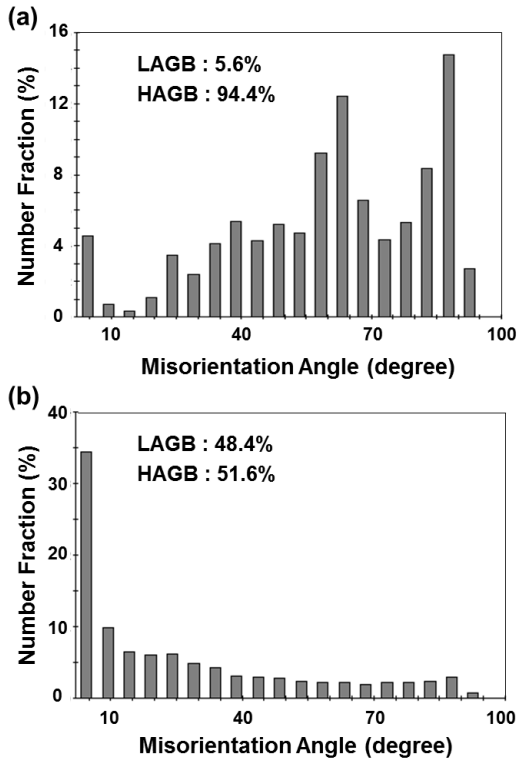 (a)
16
12
8
4
0
Number Fraction (%)
LAGB : 5.6%
HAGB : 94.4%
10 40 70 100
Misorientation Angle (degree)
(b)
40
30
20
10
0
Number Fraction (%)
LAGB : 48.4%
HAGB : 51.6%
10 40 70 100
Misorientation Angle (degree)